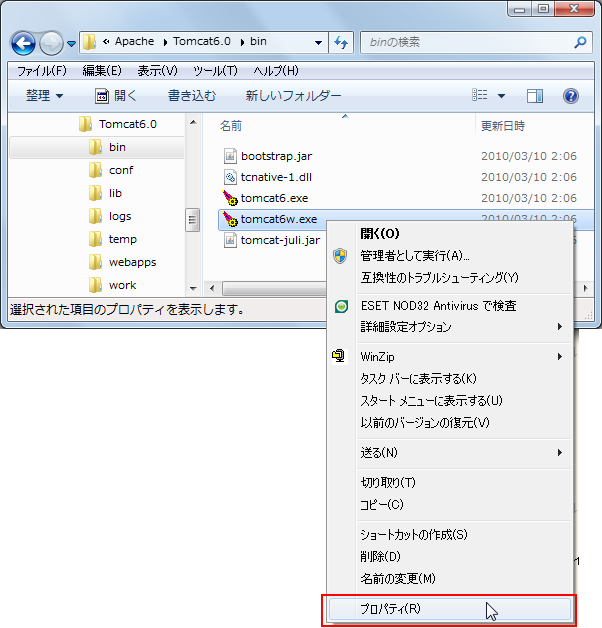 Apache Tomcat6.0 bin
binの検索
ファイル(F) 編集(E) 表示(V) ツール(T) ヘルプ(H)
整理 開く 書き込む 新しいフォルダー
Tomcat6.0
bin
conf
lib
logs
temp
webapps
work
名前 更新日時
bootstrap.jar 2010/03/10 2:06
tcnative-1.dll 2010/03/10 2:06
tomcat6.exe 2010/03/10 2:06
tomcat6w.exe 2010/03/10 2:06
tomcat-juli.jar
選択された項目のプロパティを表示します。
開く(O)
管理者として実行(A)...
互換性のトラブルシューティング(Y)
ESET NOD32 Antivirus で検査
詳細設定オプション
WinZip
タスク バーに表示する(K)
スタート メニューに表示する(U)
以前のバージョンの復元(V)
送る(N)
切り取り(T)
コピー(C)
ショートカットの作成(S)
削除(D)
名前の変更(M)
プロパティ(R)